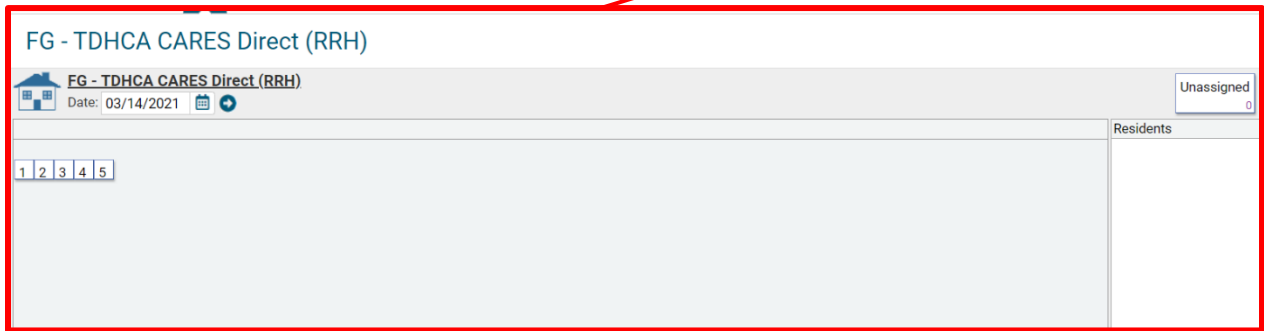 FG - TDHCA CARES Direct (RRH)
FG - TDHCA CARES Direct (RRH)
Date: 03/14/2021
Unassigned
0
Residents
1 2 3 4 5